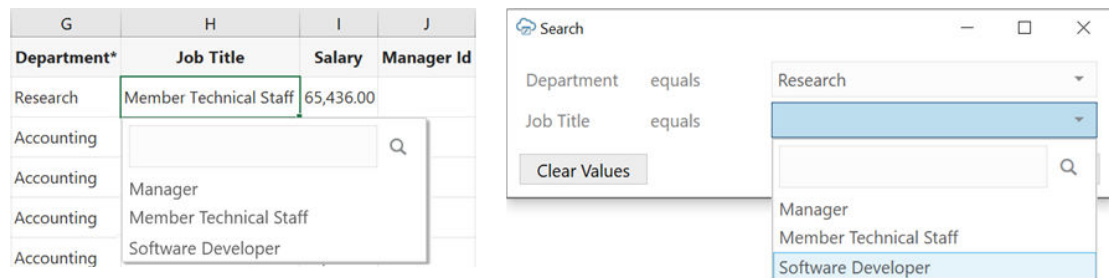 G H I J
Department* Job Title Salary Manager Id
Research Member Technical Staff 65,436.00
Accounting
Accounting
Manager
Accounting Member Technical Staff
Software Developer
Accounting
Search
Department equals Research
Job Title equals
Clear Values
Manager
Member Technical Staff
Software Developer